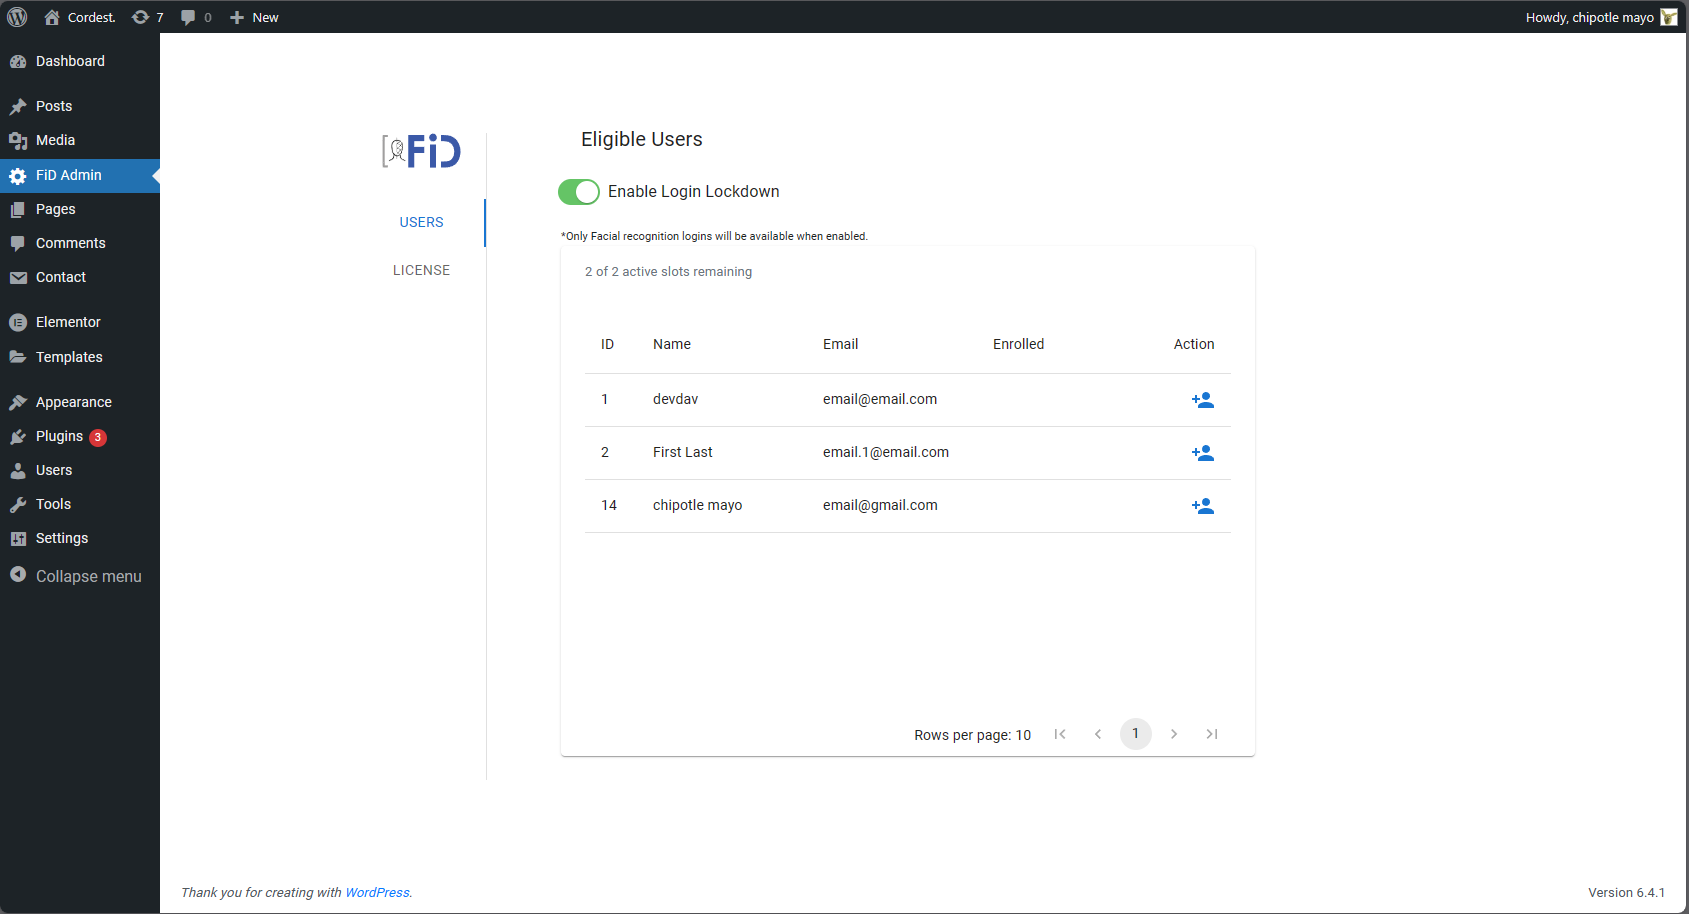 Cordest. 7 0 New Howdy, chipotle mayo
Dashboard
Posts
Media
FiD Admin
Pages
Comments
Contact
Elementor
Templates
Appearance
Plugins 3
Users
Tools
Settings
Collapse menu
FiD
USERS
LICENSE
Eligible Users
Enable Login Lockdown
*Only Facial recognition logins will be available when enabled.
2 of 2 active slots remaining
ID Name Email Enrolled Action
1 devdav email@email.com
2 First Last email.1@email.com
14 chipotle mayo email@gmail.com
Rows per page: 10 1
Thank you for creating with WordPress. Version 6.4.1